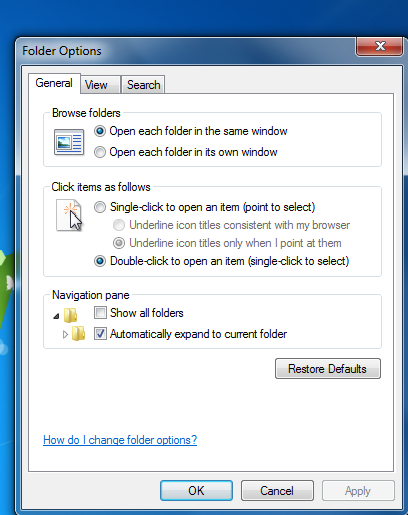 Folder Options
General
View
Search
Browse folders
Open each folder in the same window
Open each folder in its own window
Click items as follows
Single-click to open an item (point to select)
Underline icon titles consistent with my browser
Underline icon titles only when I point at them
Double-click to open an item (single-click to select)
Navigation pane
Show all folders
Automatically expand to current folder
Restore Defaults
How do I change folder options?
OK
Cancel
Apply